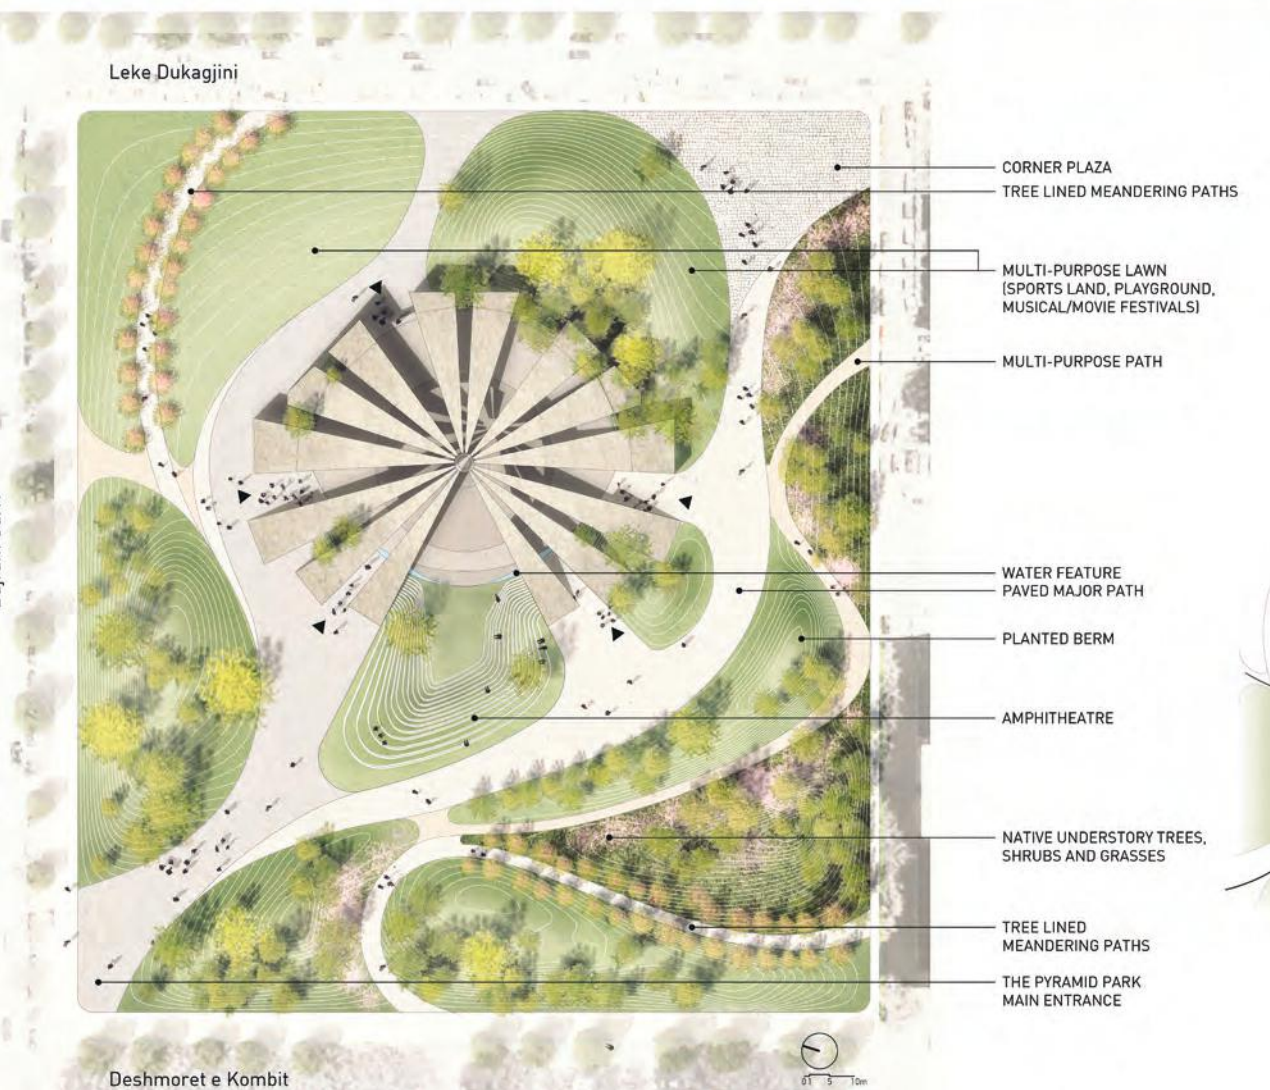 Leke Dukagjini
CORNER PLAZA
TREE LINED MEANDERING PATHS
MULTI-PURPOSE LAWN
(SPORTS LAND, PLAYGROUND,
MUSICAL/MOVIE FESTIVALS)
MULTI-PURPOSE PATH
WATER FEATURE
PAVED MAJOR PATH
PLANTED BERM
AMPHITHEATRE
NATIVE UNDERSTORY TREES,
SHRUBS AND GRASSES
TREE LINED
MEANDERING PATHS
THE PYRAMID PARK
MAIN ENTRANCE
Deshmoret e Kombit
0 1 5 10m